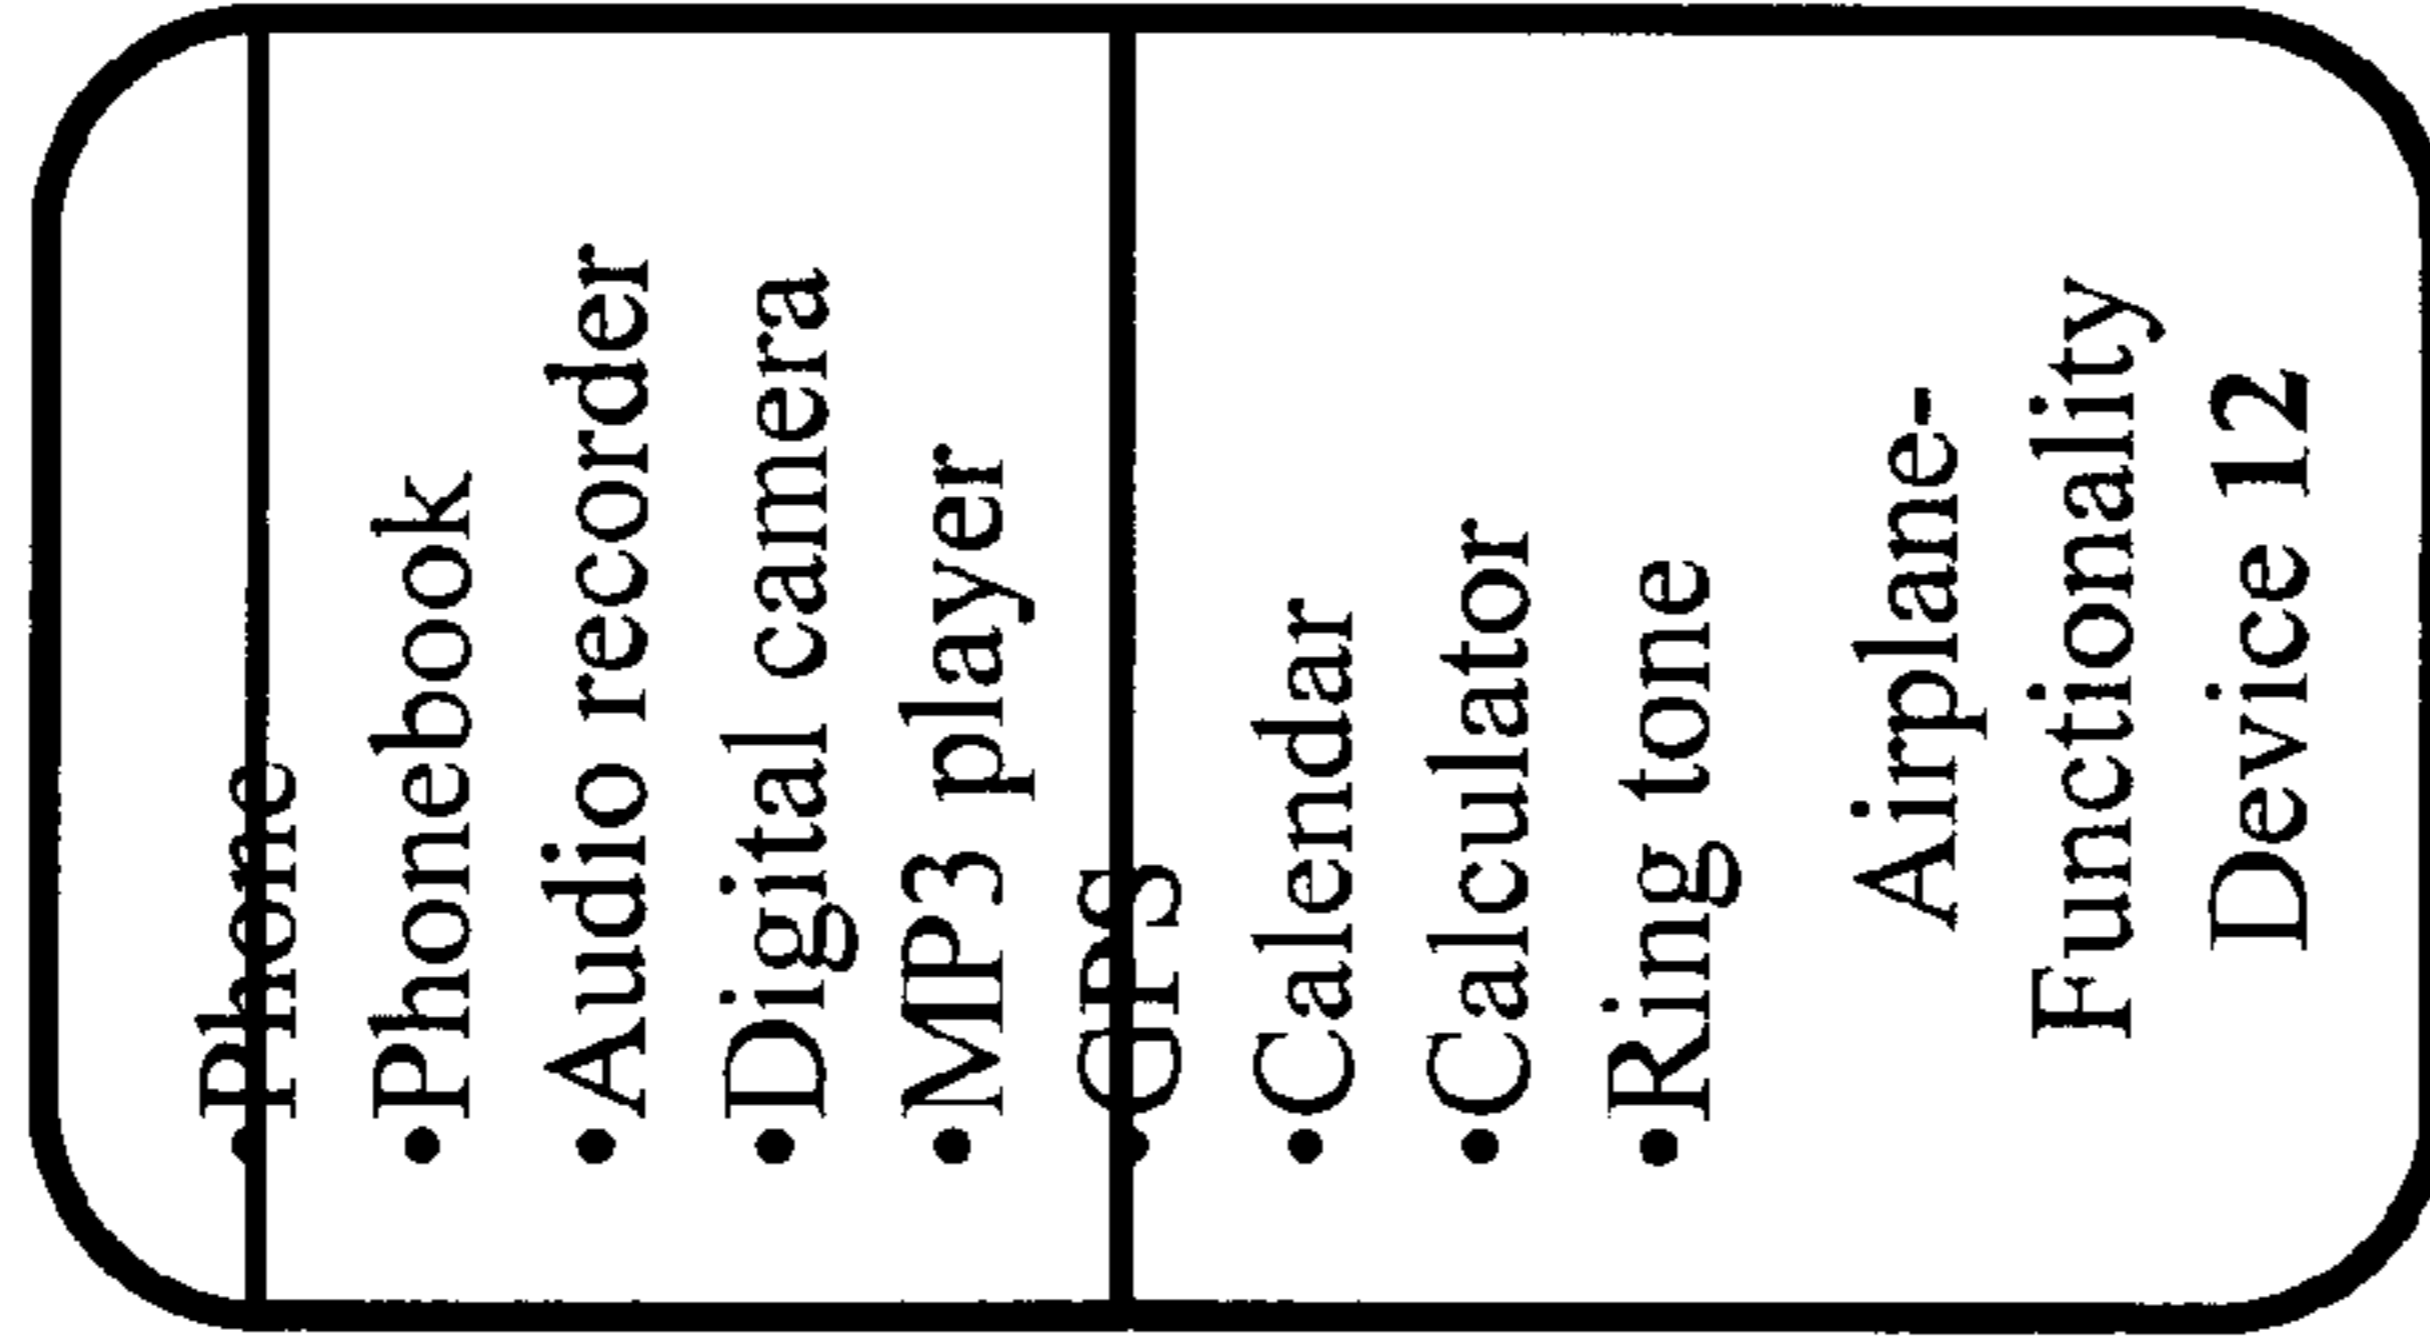 •Phone
•Phonebook
•Audio recorder
•Digital camera
•MP3 player
•GPS
•Calendar
•Calculator
•Ring tone
Airplane-
Functionality
Device 12